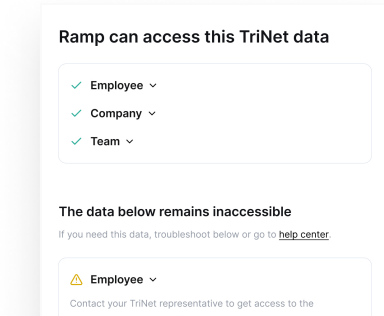 Ramp can access this TriNet data
Employee
Company
Team
The data below remains inaccessible
If you need this data, troubleshoot below or go to help center.
Employee
Contact your TriNet representative to get access to the